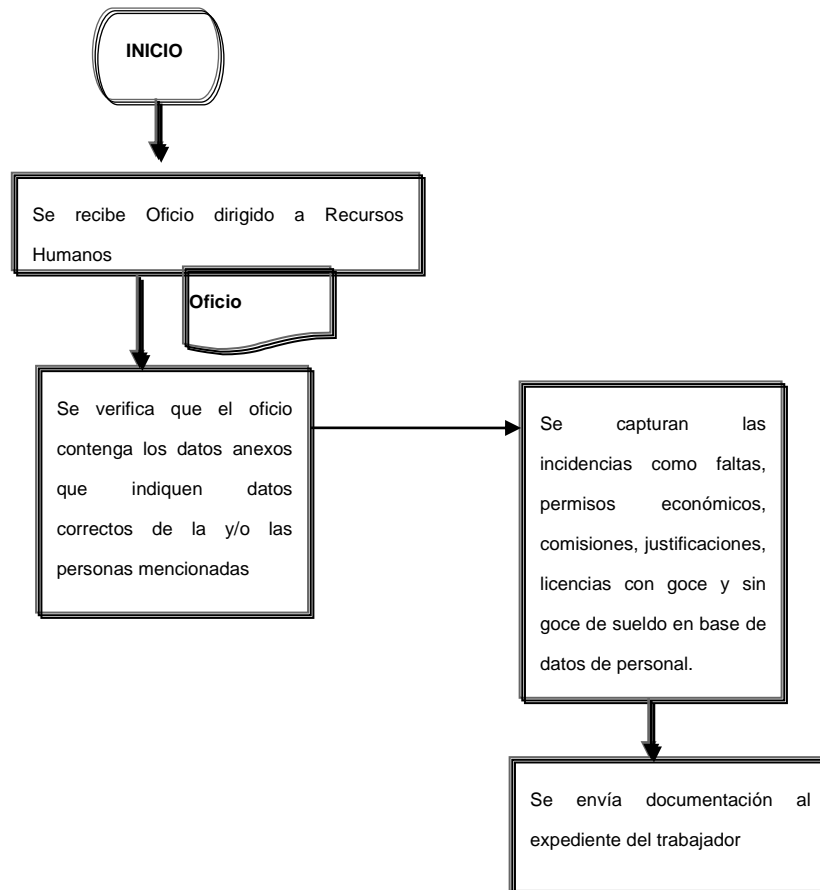 INICIO
Se recibe Oficio dirigido a Recursos
Humanos
Oficio
Se verifica que el oficio
contenga los datos anexos
que indiquen datos
correctos de la y/o las
personas mencionadas
Se capturan las
incidencias como faltas,
permisos económicos,
comisiones, justificaciones,
licencias con goce y sin
goce de sueldo en base de
datos de personal.
Se envía documentación al
expediente del trabajador